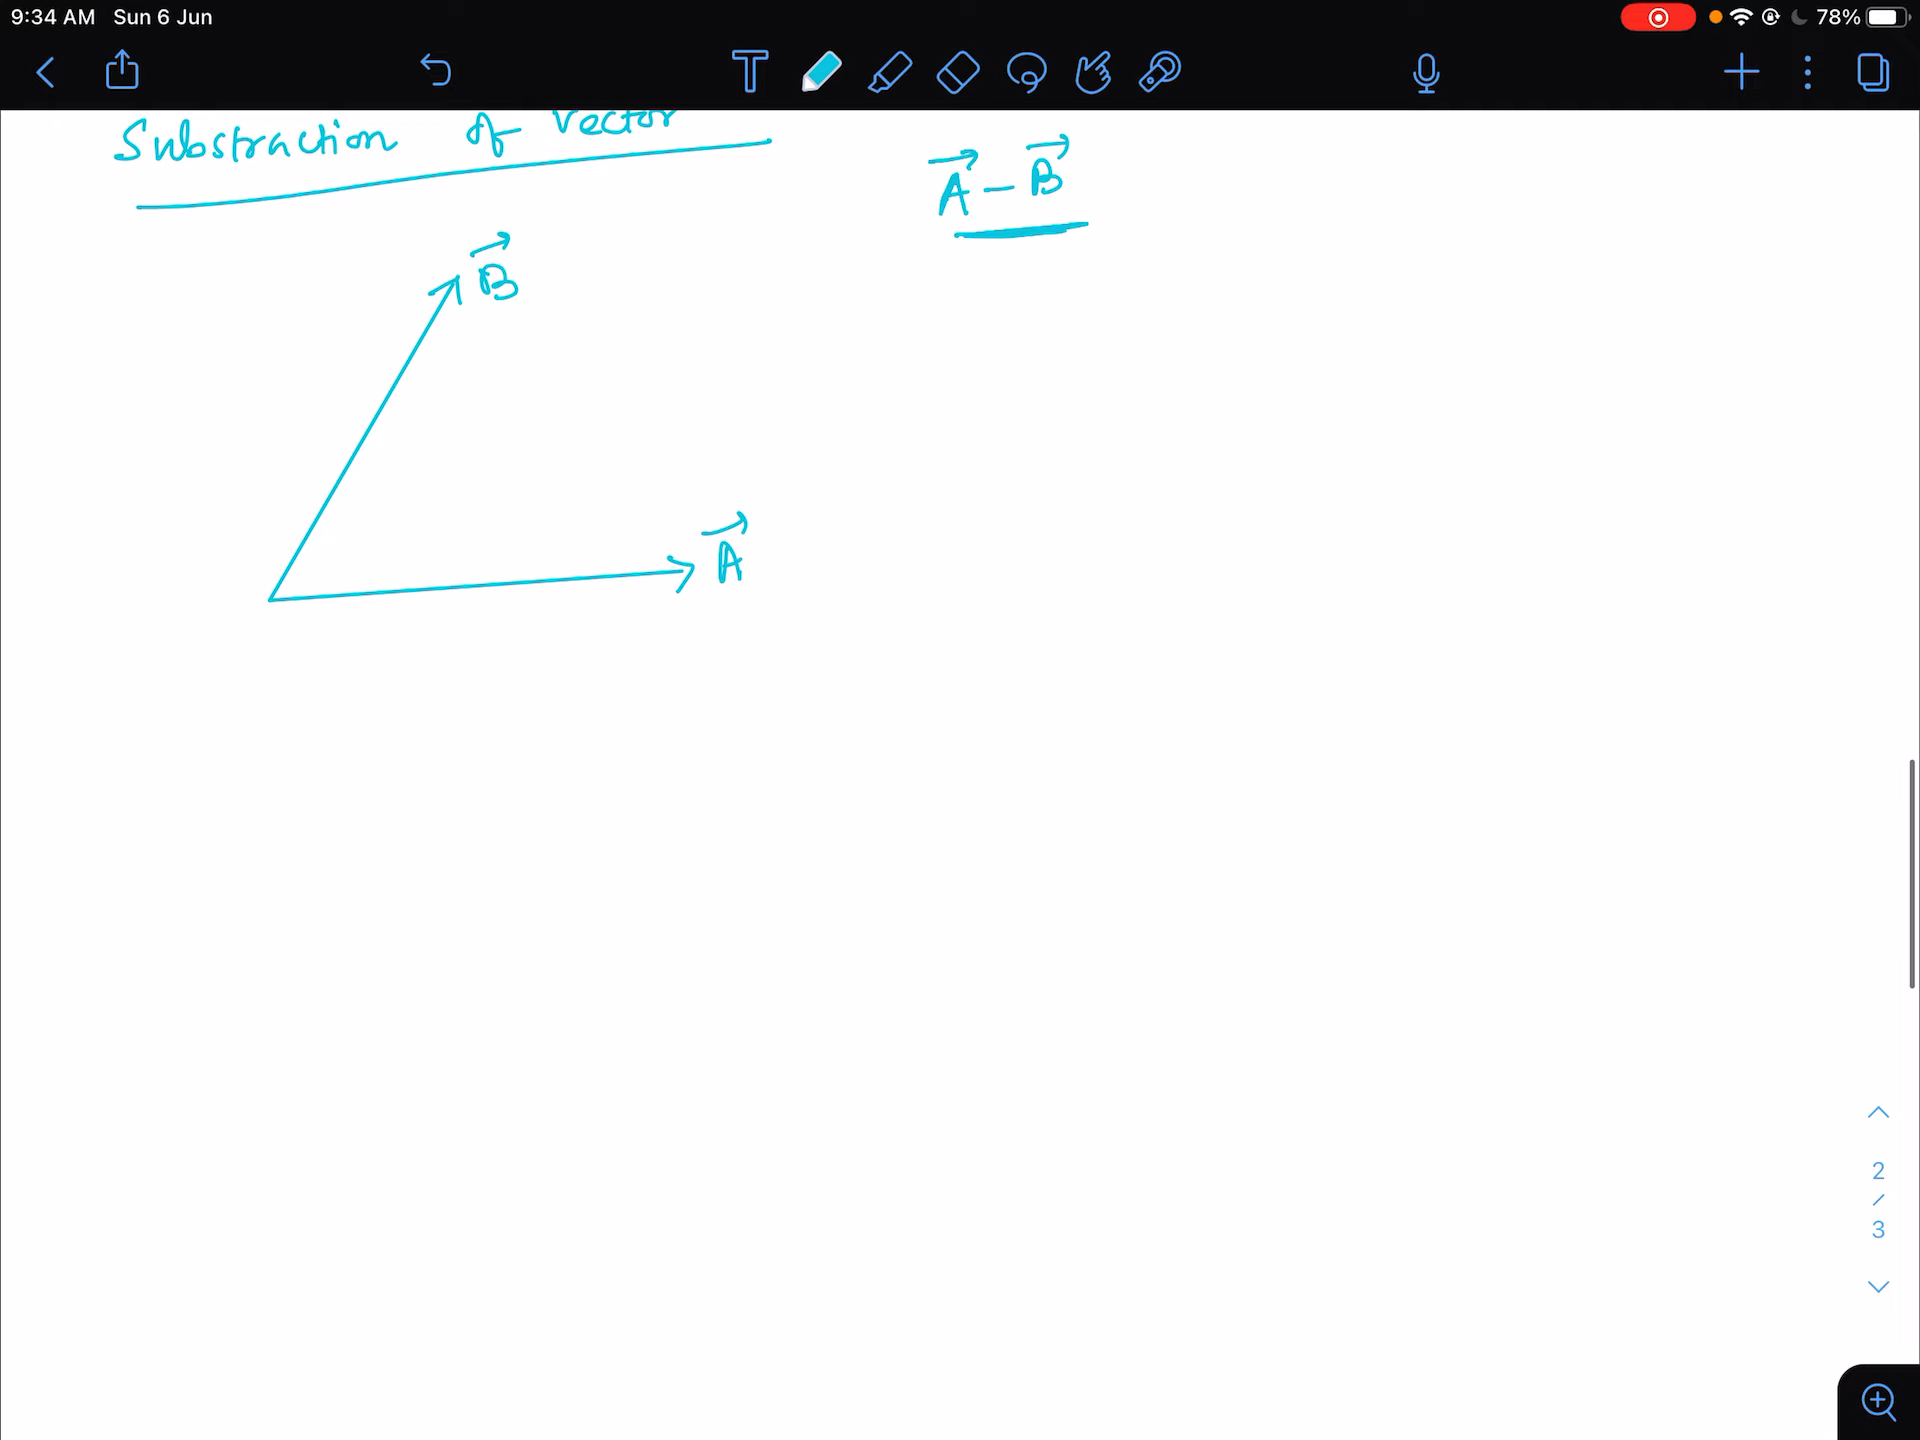 9:34 AM Sun 6 Jun
78%
T
Substraction of vector
A - B
B
A
2
/
3